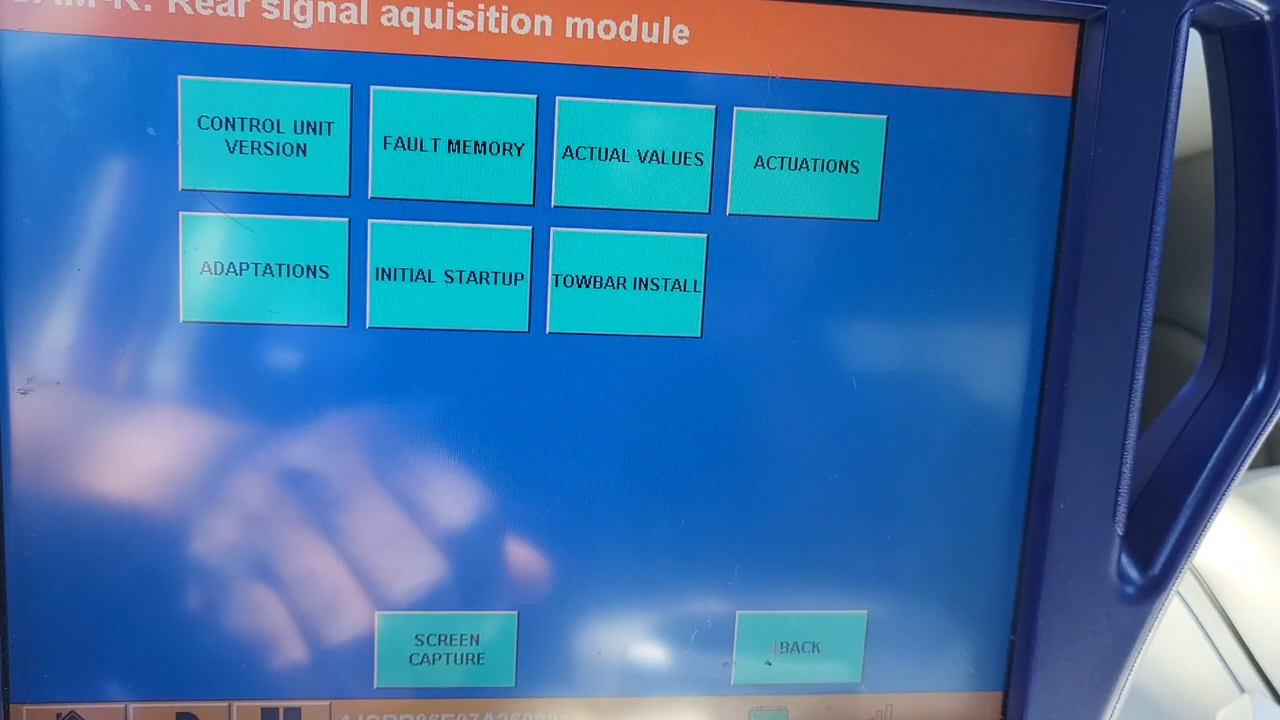 Rear signal aquisition module
CONTROL UNIT
VERSION
FAULT MEMORY
ACTUAL VALUES
ACTUATIONS
ADAPTATIONS
INITIAL STARTUP
TOWBAR INSTALL
SCREEN
CAPTURE
BACK